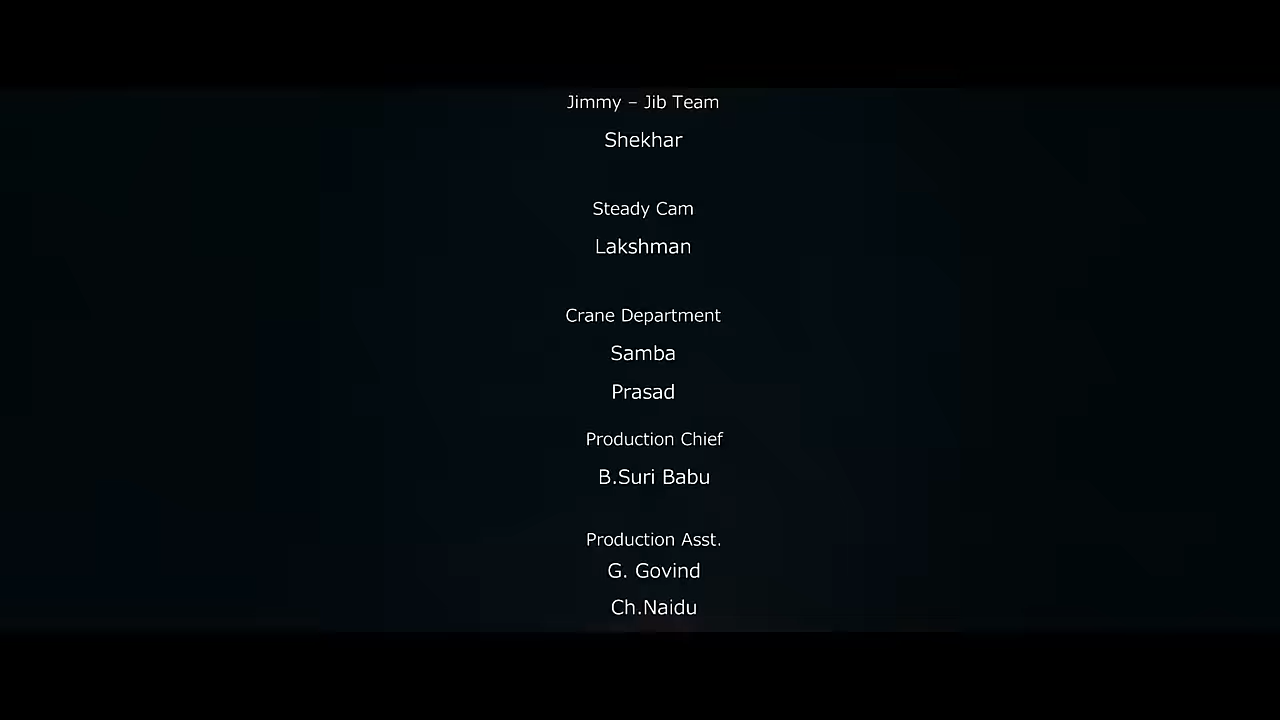 Jimmy – Jib Team
Shekhar
Steady Cam
Lakshman
Crane Department
Samba
Prasad
Production Chief
B.Suri Babu
Production Asst.
G. Govind
Ch.Naidu